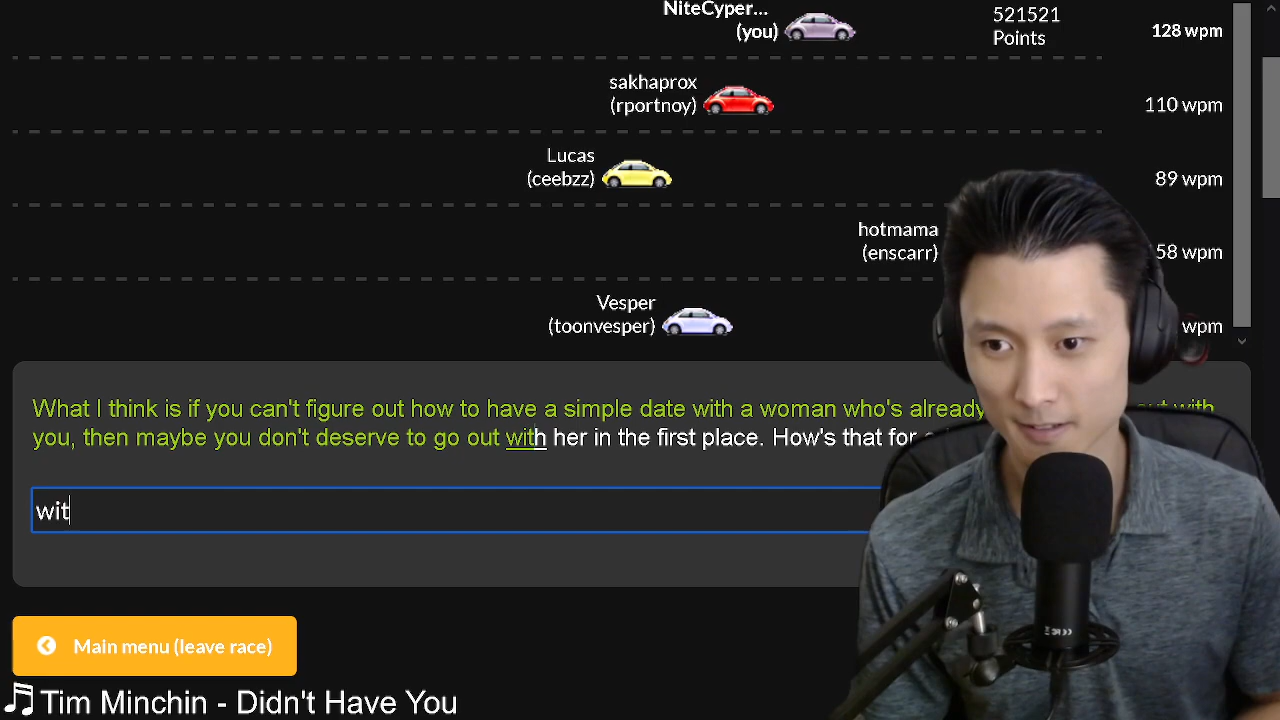 NiteCyper...
(you)
521521
Points
128 wpm
sakhaprox
(rportnoy)
110 wpm
Lucas
(ceebzz)
89 wpm
hotmama
(enscarr)
58 wpm
Vesper
(toonvesper)
wpm
What I think is if you can't figure out how to have a simple date with a woman who's already with
you, then maybe you don't deserve to go out with her in the first place. How's that for
wit
Main menu (leave race)
Tim Minchin - Didn't Have You